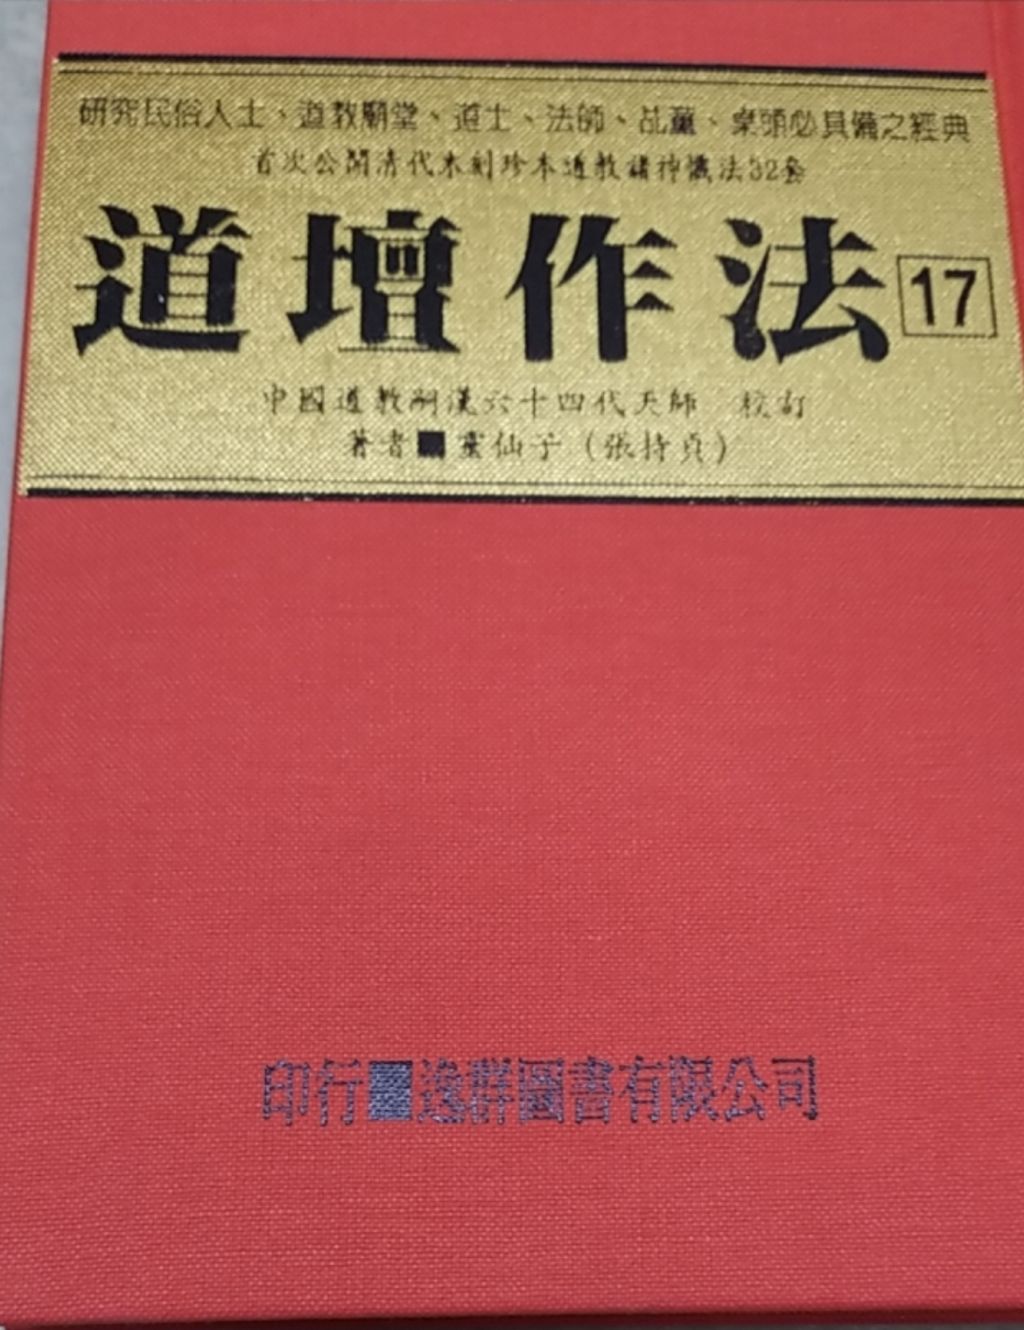 研究民俗人士、道教廟堂、道士、法師、乩童、桌頭必具備之經典
首次公開清代木刻珍本道教諸神懺法32套
道壇作法 17
中國道教嗣漢六十四代天師 校訂
著者■靈仙子（張持貞）
印行■逸群圖書有限公司